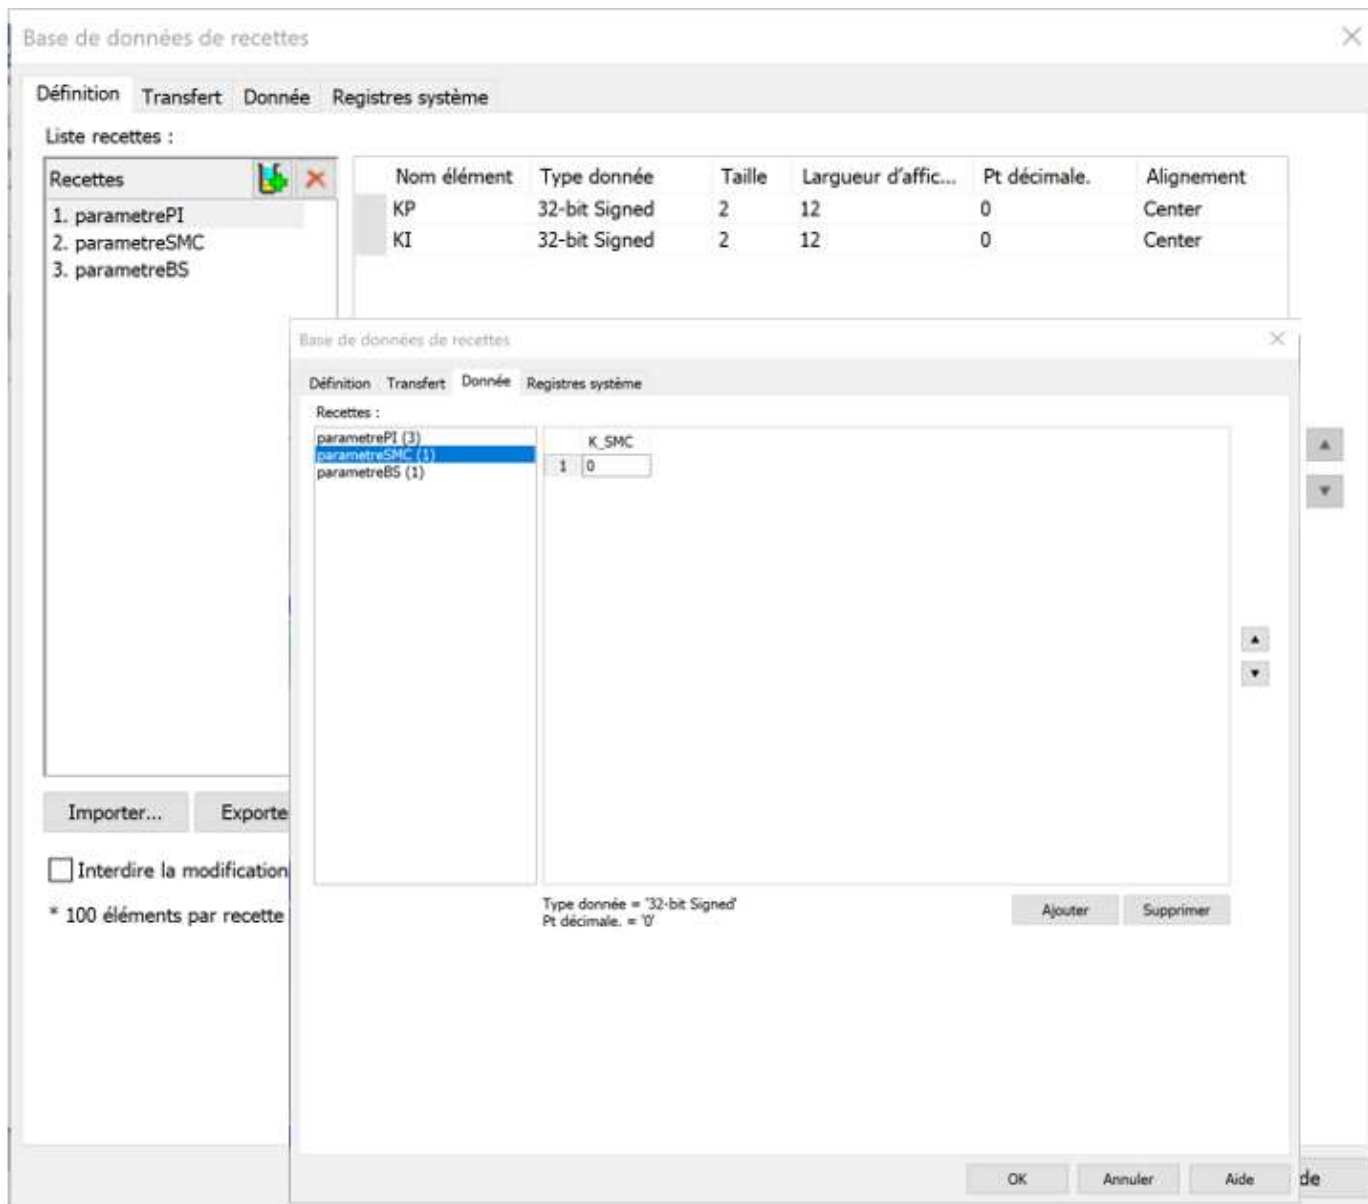 Base de données de recettes
Définition Transfert Donnée Registres système
Liste recettes :
Recettes
1. parametrePI
2. parametreSMC
3. parametreBS
Nom élément Type donnée Taille Largueur d'affic... Pt décimale. Alignement
KP 32-bit Signed 2 12 0 Center
KI 32-bit Signed 2 12 0 Center
Importer... Exporte
Interdire la modification
* 100 éléments par recette
Base de données de recettes
Définition Transfert Donnée Registres système
Recettes :
parametrePI (3)
parametreSMC (1)
parametreBS (1)
K_SMC
1 0
Type donnée = '32-bit Signed'
Pt décimale. = '0'
Ajouter Supprimer
OK Annuler Aide
de